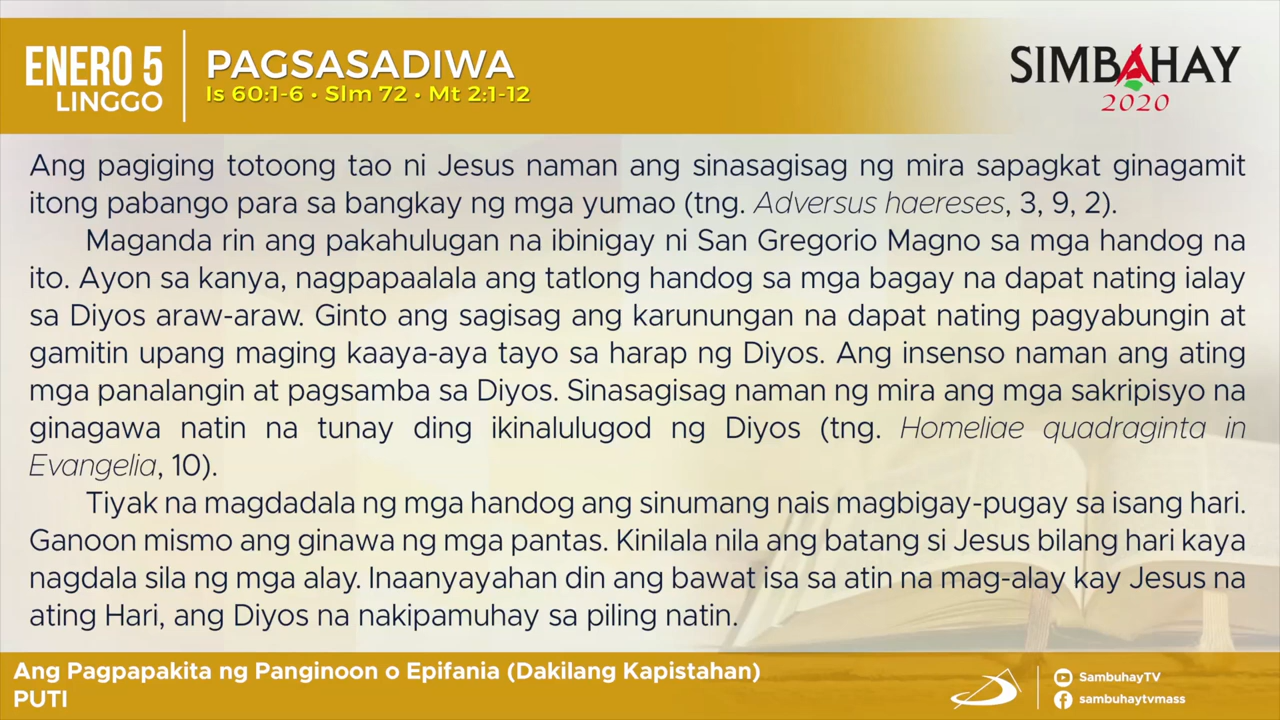 ENERO 5
LINGGO
PAGSASADIWA
Is 60:1-6 • Slm 72 • Mt 2:1-12
SIMBAHAY
2020
Ang pagiging totoong tao ni Jesus naman ang sinasagisag ng mira sapagkat ginagamit
itong pabango para sa bangkay ng mga yumao (tng. Adversus haereses, 3, 9, 2).
Maganda rin ang pakahulugan na ibinigay ni San Gregorio Magno sa mga handog na
ito. Ayon sa kanya, nagpapaalala ang tatlong handog sa mga bagay na dapat nating ialay
sa Diyos araw-araw. Ginto ang sagisag ang karunungan na dapat nating pagyabungin at
gamitin upang maging kaaya-aya tayo sa harap ng Diyos. Ang insenso naman ang ating
mga panalangin at pagsamba sa Diyos. Sinasagisag naman ng mira ang mga sakripisyo na
ginagawa natin na tunay ding ikinalulugod ng Diyos (tng. Homeliae quadraginta in
Evangelia, 10).
Tiyak na magdadala ng mga handog ang sinumang nais magbigay-pugay sa isang hari.
Ganoon mismo ang ginawa ng mga pantas. Kinilala nila ang batang si Jesus bilang hari kaya
nagdala sila ng mga alay. Inaanyayahan din ang bawat isa sa atin na mag-alay kay Jesus na
ating Hari, ang Diyos na nakipamuhay sa piling natin.
Ang Pagpapakita ng Panginoon o Epifania (Dakilang Kapistahan)
PUTI
SambuhayTV
sambuhaytvmass